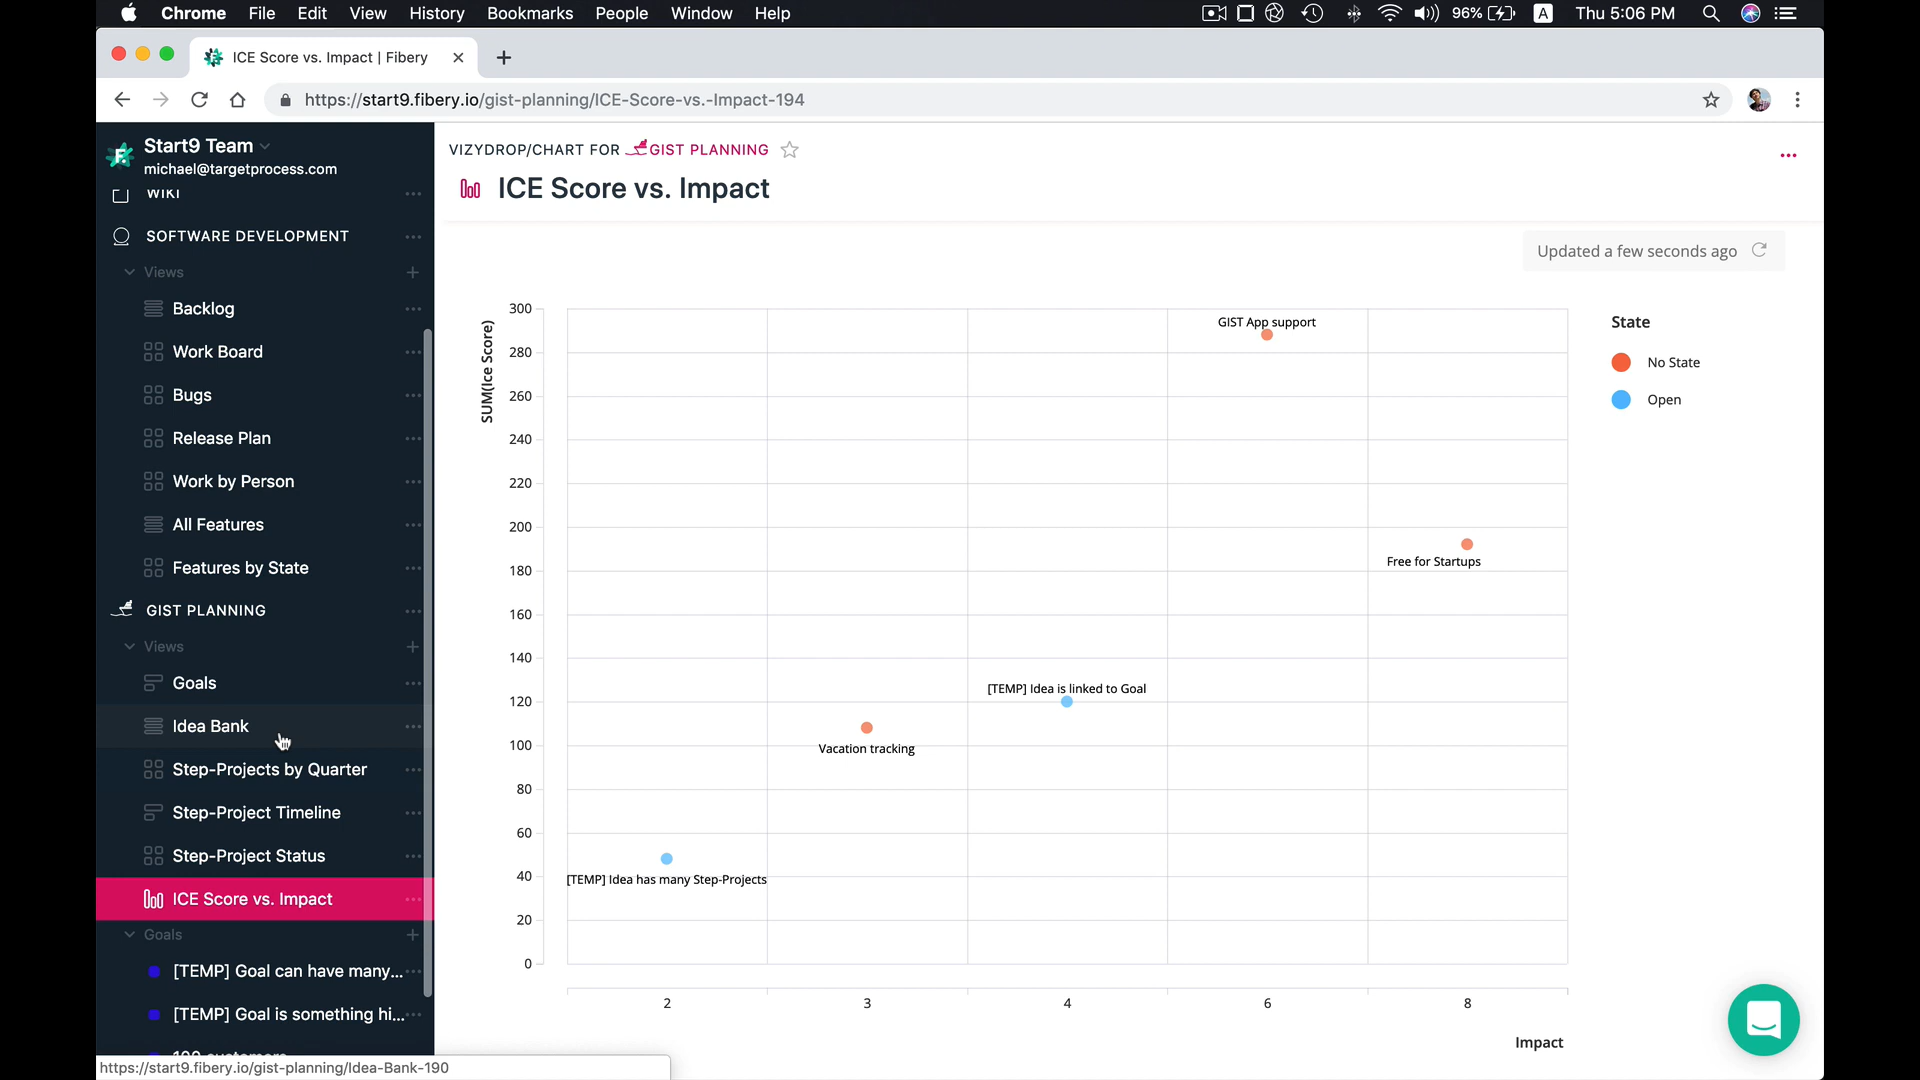 Chrome File Edit View History Bookmarks People Window Help 96% A Thu 5:06 PM
ICE Score vs. Impact | Fibery
https://start9.fibery.io/gist-planning/ICE-Score-vs.-Impact-194
Start9 Team
michael@targetprocess.com
WIKI
SOFTWARE DEVELOPMENT
Views
Backlog
Work Board
Bugs
Release Plan
Work by Person
All Features
Features by State
GIST PLANNING
Views
Goals
Idea Bank
Step-Projects by Quarter
Step-Project Timeline
Step-Project Status
ICE Score vs. Impact
Goals
[TEMP] Goal can have many...
[TEMP] Goal is something hi...
https://start9.fibery.io/gist-planning/Idea-Bank-190
VIZYDROP/CHART FOR GIST PLANNING
ICE Score vs. Impact
Updated a few seconds ago
SUM(Ice Score)
300
280
260
240
220
200
180
160
140
120
100
80
60
40
20
0
GIST App support
Free for Startups
[TEMP] Idea is linked to Goal
Vacation tracking
[TEMP] Idea has many Step-Projects
2 3 4 6 8
Impact
State
No State
Open